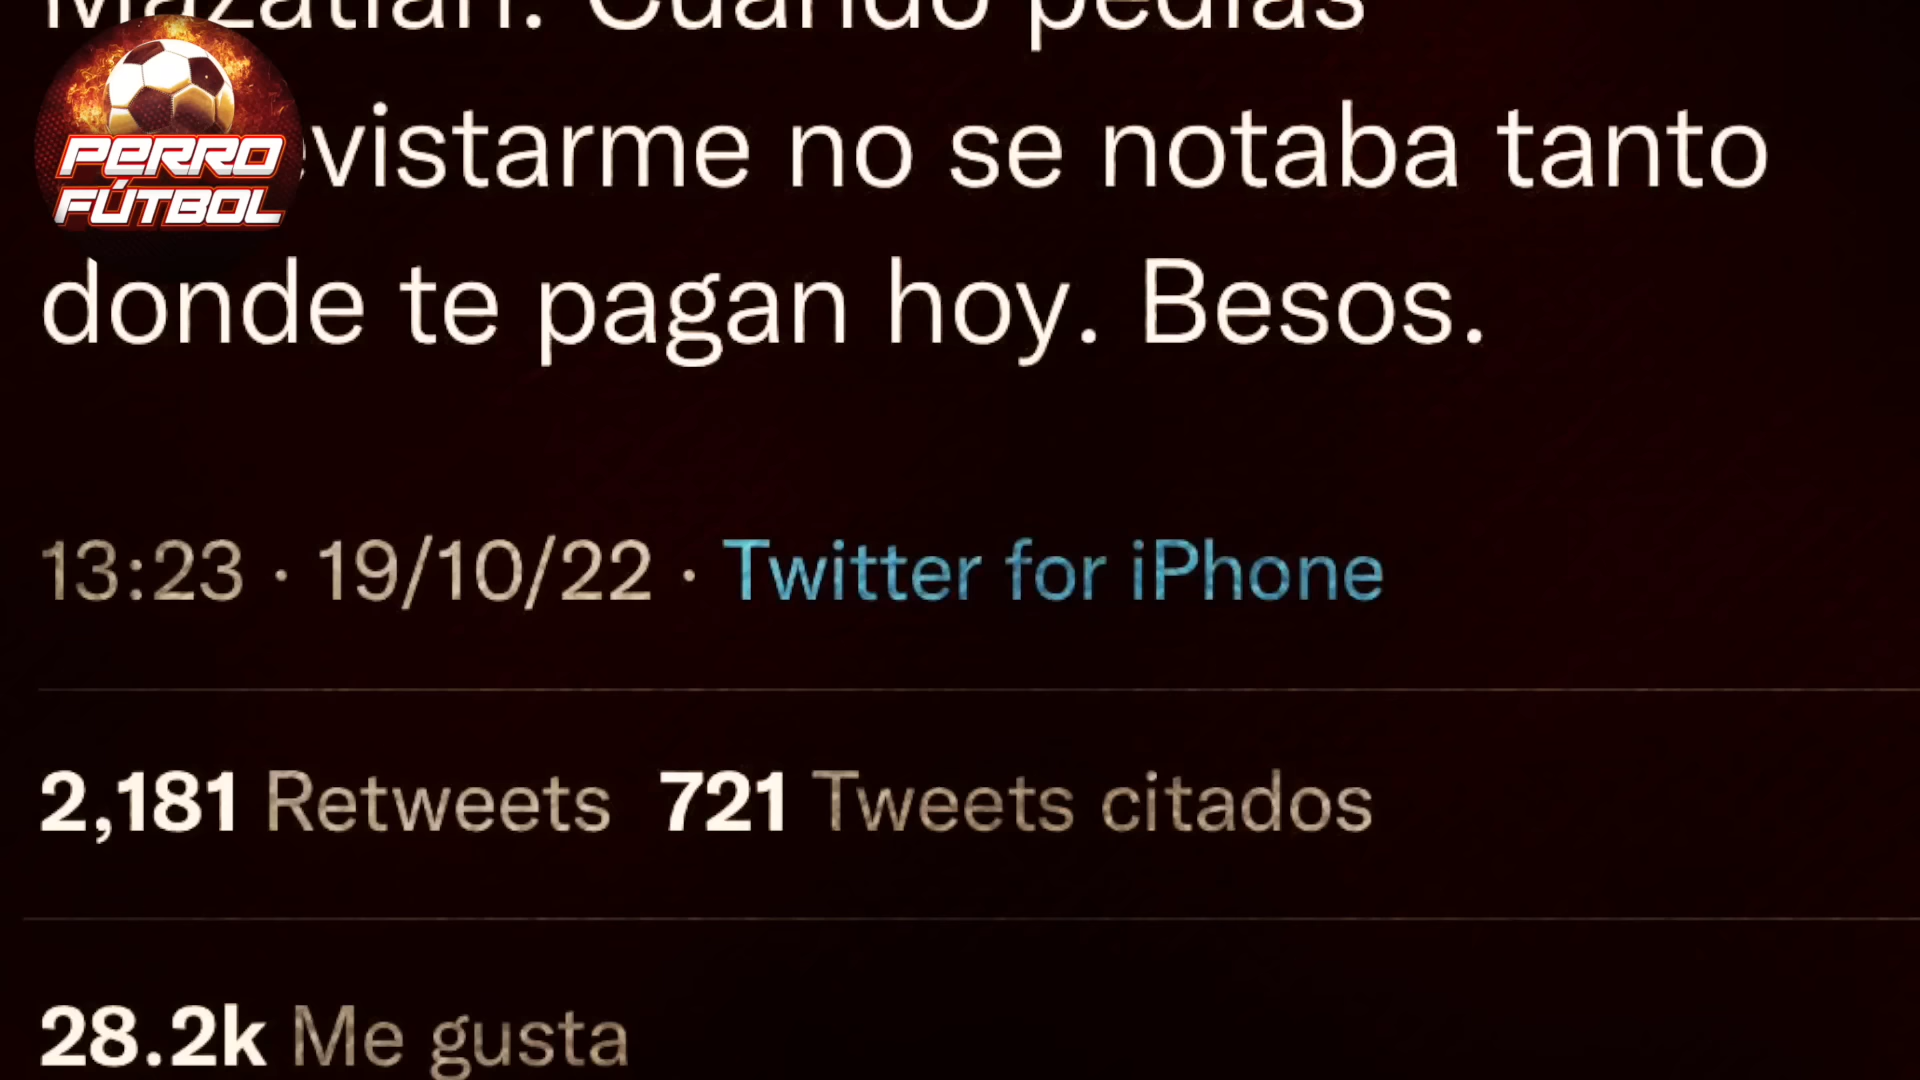 Mazatlán. Cuando pedías
PERRO
FÚTBOL
evistarme no se notaba tanto
donde te pagan hoy. Besos.
13:23 · 19/10/22 · Twitter for iPhone
2,181 Retweets 721 Tweets citados
28.2k Me gusta